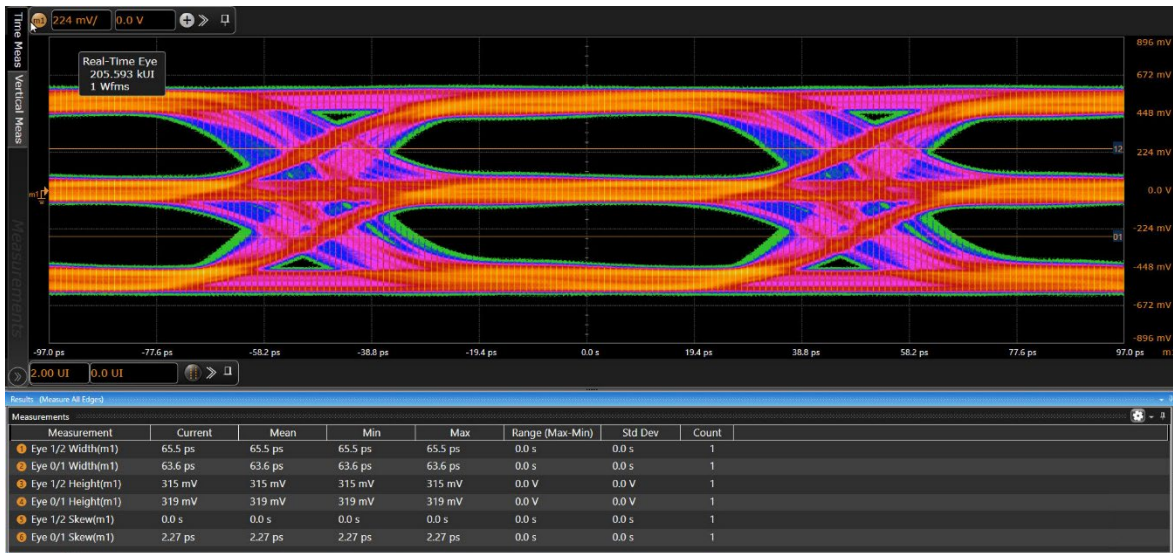 m1 224 mV/ 0.0 V
Time Meas
Vertical Meas
Measurements
Real-Time Eye
205.593 kUI
1 Wfms
896 mV
672 mV
448 mV
224 mV
0.0 V
-224 mV
-448 mV
-672 mV
-896 mV
12
01
m1
-97.0 ps -77.6 ps -58.2 ps -38.8 ps -19.4 ps 0.0 s 19.4 ps 38.8 ps 58.2 ps 77.6 ps 97.0 ps
2.00 UI 0.0 UI
Results (Measure All Edges)
Measurements
Measurement Current Mean Min Max Range (Max-Min) Std Dev Count
1 Eye 1/2 Width(m1) 65.5 ps 65.5 ps 65.5 ps 65.5 ps 0.0 s 0.0 s 1
2 Eye 0/1 Width(m1) 63.6 ps 63.6 ps 63.6 ps 63.6 ps 0.0 s 0.0 s 1
3 Eye 1/2 Height(m1) 315 mV 315 mV 315 mV 315 mV 0.0 V 0.0 V 1
4 Eye 0/1 Height(m1) 319 mV 319 mV 319 mV 319 mV 0.0 V 0.0 V 1
5 Eye 1/2 Skew(m1) 0.0 s 0.0 s 0.0 s 0.0 s 0.0 s 0.0 s 1
6 Eye 0/1 Skew(m1) 2.27 ps 2.27 ps 2.27 ps 2.27 ps 0.0 s 0.0 s 1